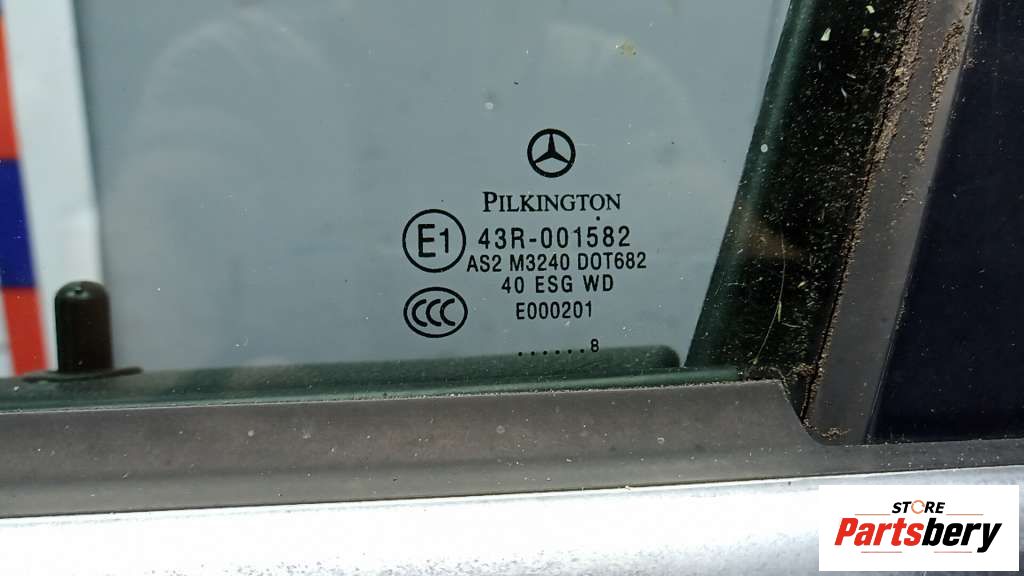 PILKINGTON
E1 43R-001582
AS2 M3240 DOT682
40 ESG WD
CCC E000201
......8
STORE
Partsbery